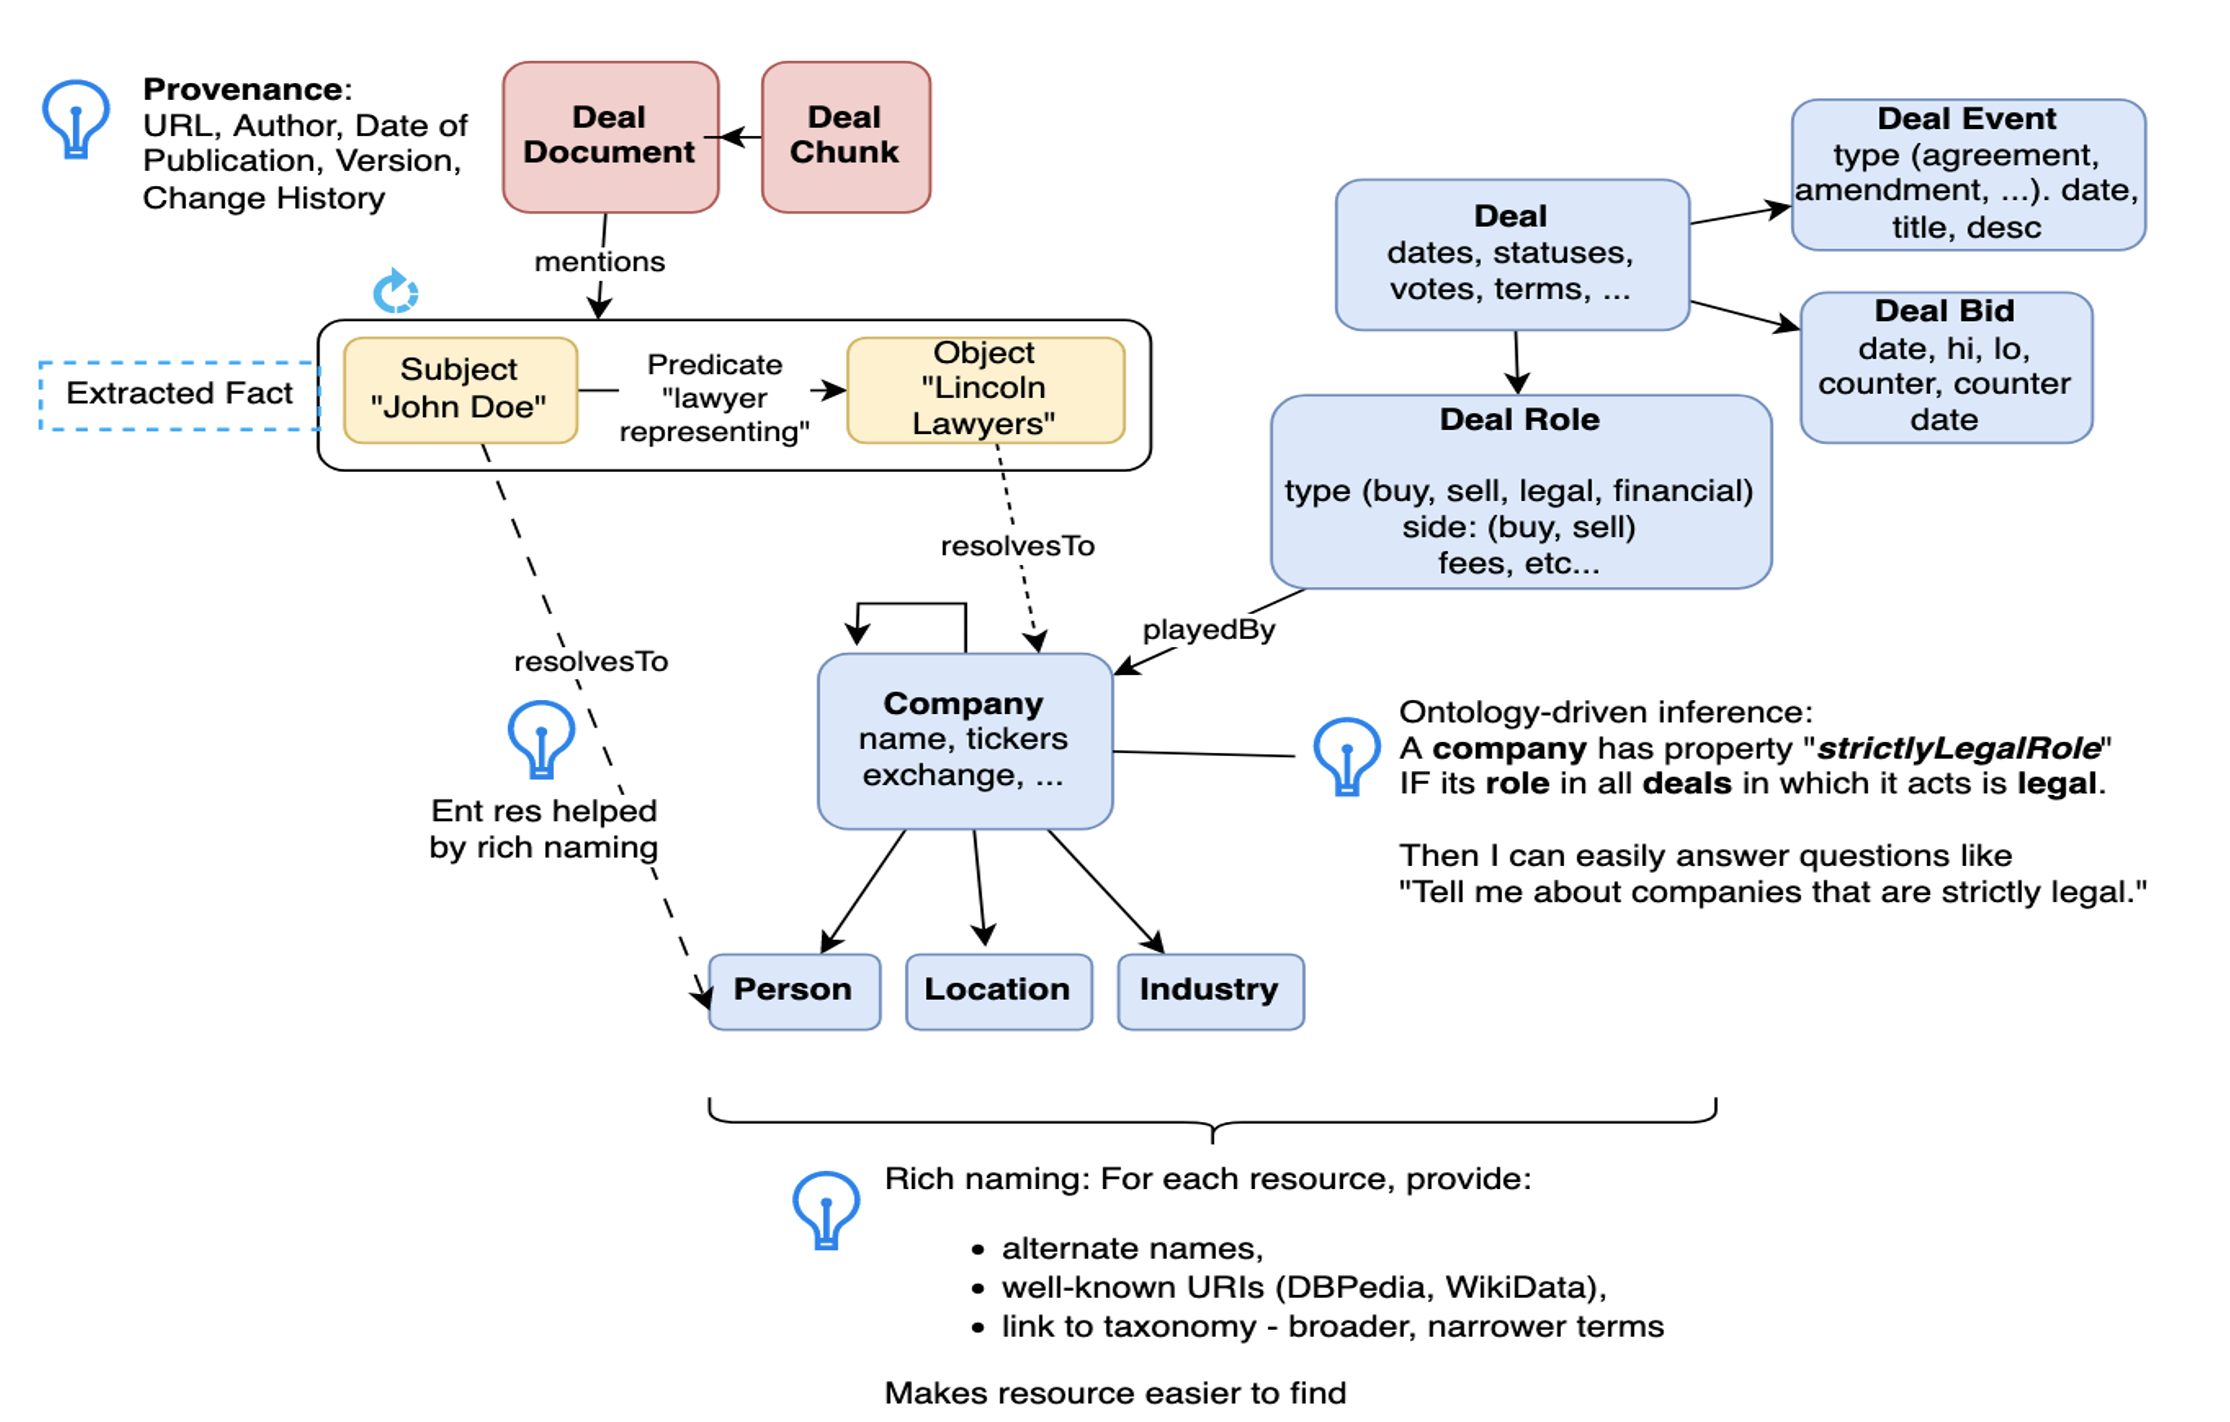 Provenance:
URL, Author, Date of
Publication, Version,
Change History
Deal
Document
Deal
Chunk
mentions
Extracted Fact
Subject
"John Doe"
Predicate
"lawyer
representing"
Object
"Lincoln
Lawyers"
resolvesTo
resolvesTo
Ent res helped
by rich naming
Deal
dates, statuses,
votes, terms, ...
Deal Event
type (agreement,
amendment, ...). date,
title, desc
Deal Bid
date, hi, lo,
counter, counter
date
Deal Role
type (buy, sell, legal, financial)
side: (buy, sell)
fees, etc...
playedBy
Company
name, tickers
exchange, ...
Ontology-driven inference:
A company has property "strictlyLegalRole"
IF its role in all deals in which it acts is legal.
Then I can easily answer questions like
"Tell me about companies that are strictly legal."
Person
Location
Industry
Rich naming: For each resource, provide:
• alternate names,
• well-known URIs (DBPedia, WikiData),
• link to taxonomy - broader, narrower terms
Makes resource easier to find